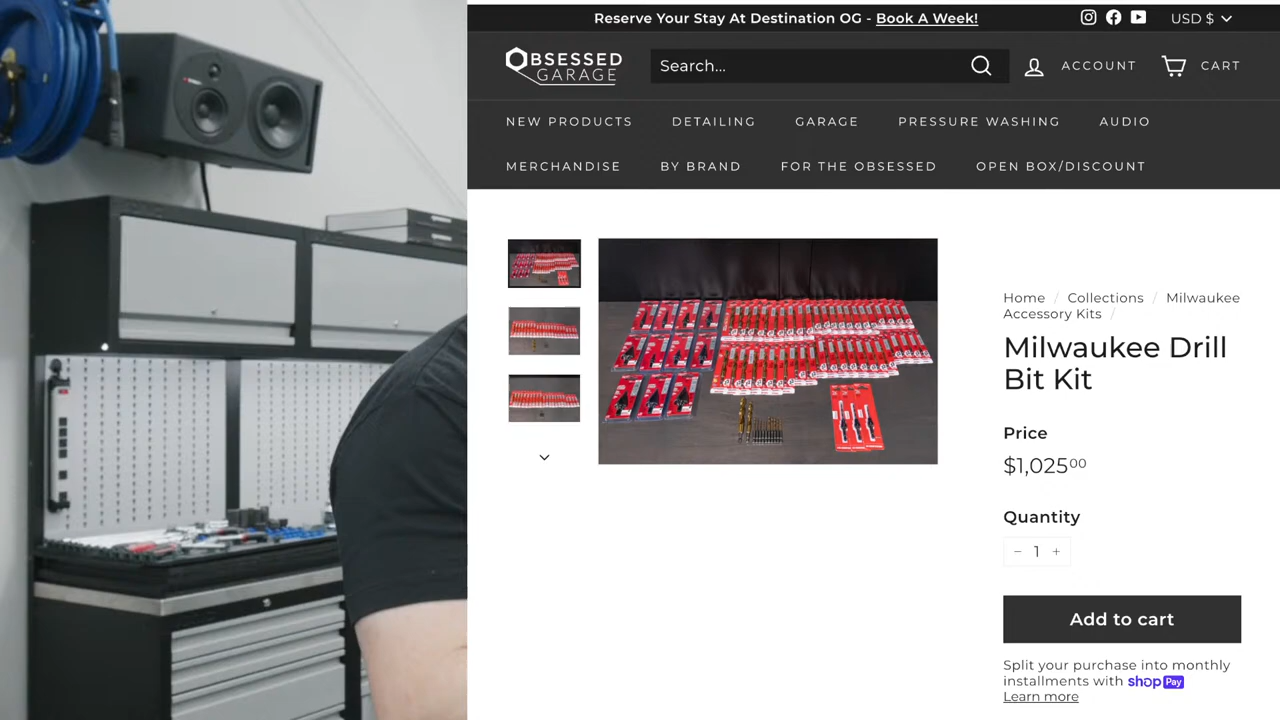 Reserve Your Stay At Destination OG - Book A Week!
USD $
OBSESSED
GARAGE
Search...
ACCOUNT
CART
NEW PRODUCTS
DETAILING
GARAGE
PRESSURE WASHING
AUDIO
MERCHANDISE
BY BRAND
FOR THE OBSESSED
OPEN BOX/DISCOUNT
Home / Collections / Milwaukee
Accessory Kits /
Milwaukee Drill
Bit Kit
Price
$1,025.00
Quantity
− 1 +
Add to cart
Split your purchase into monthly
installments with shop Pay
Learn more